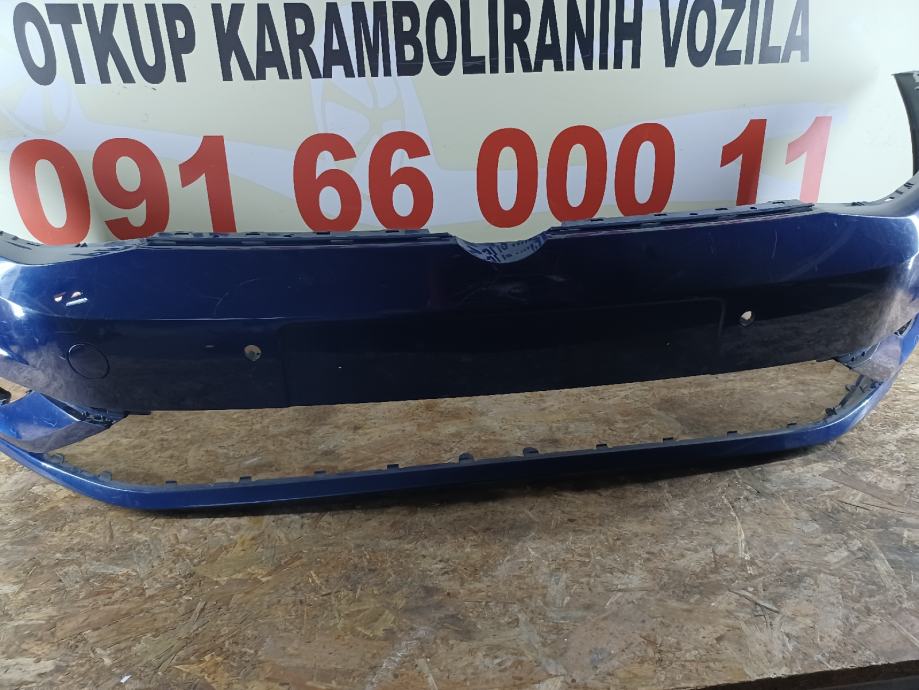 OTKUP KARAMBOLIRANIH VOZILA
091 66 000 11